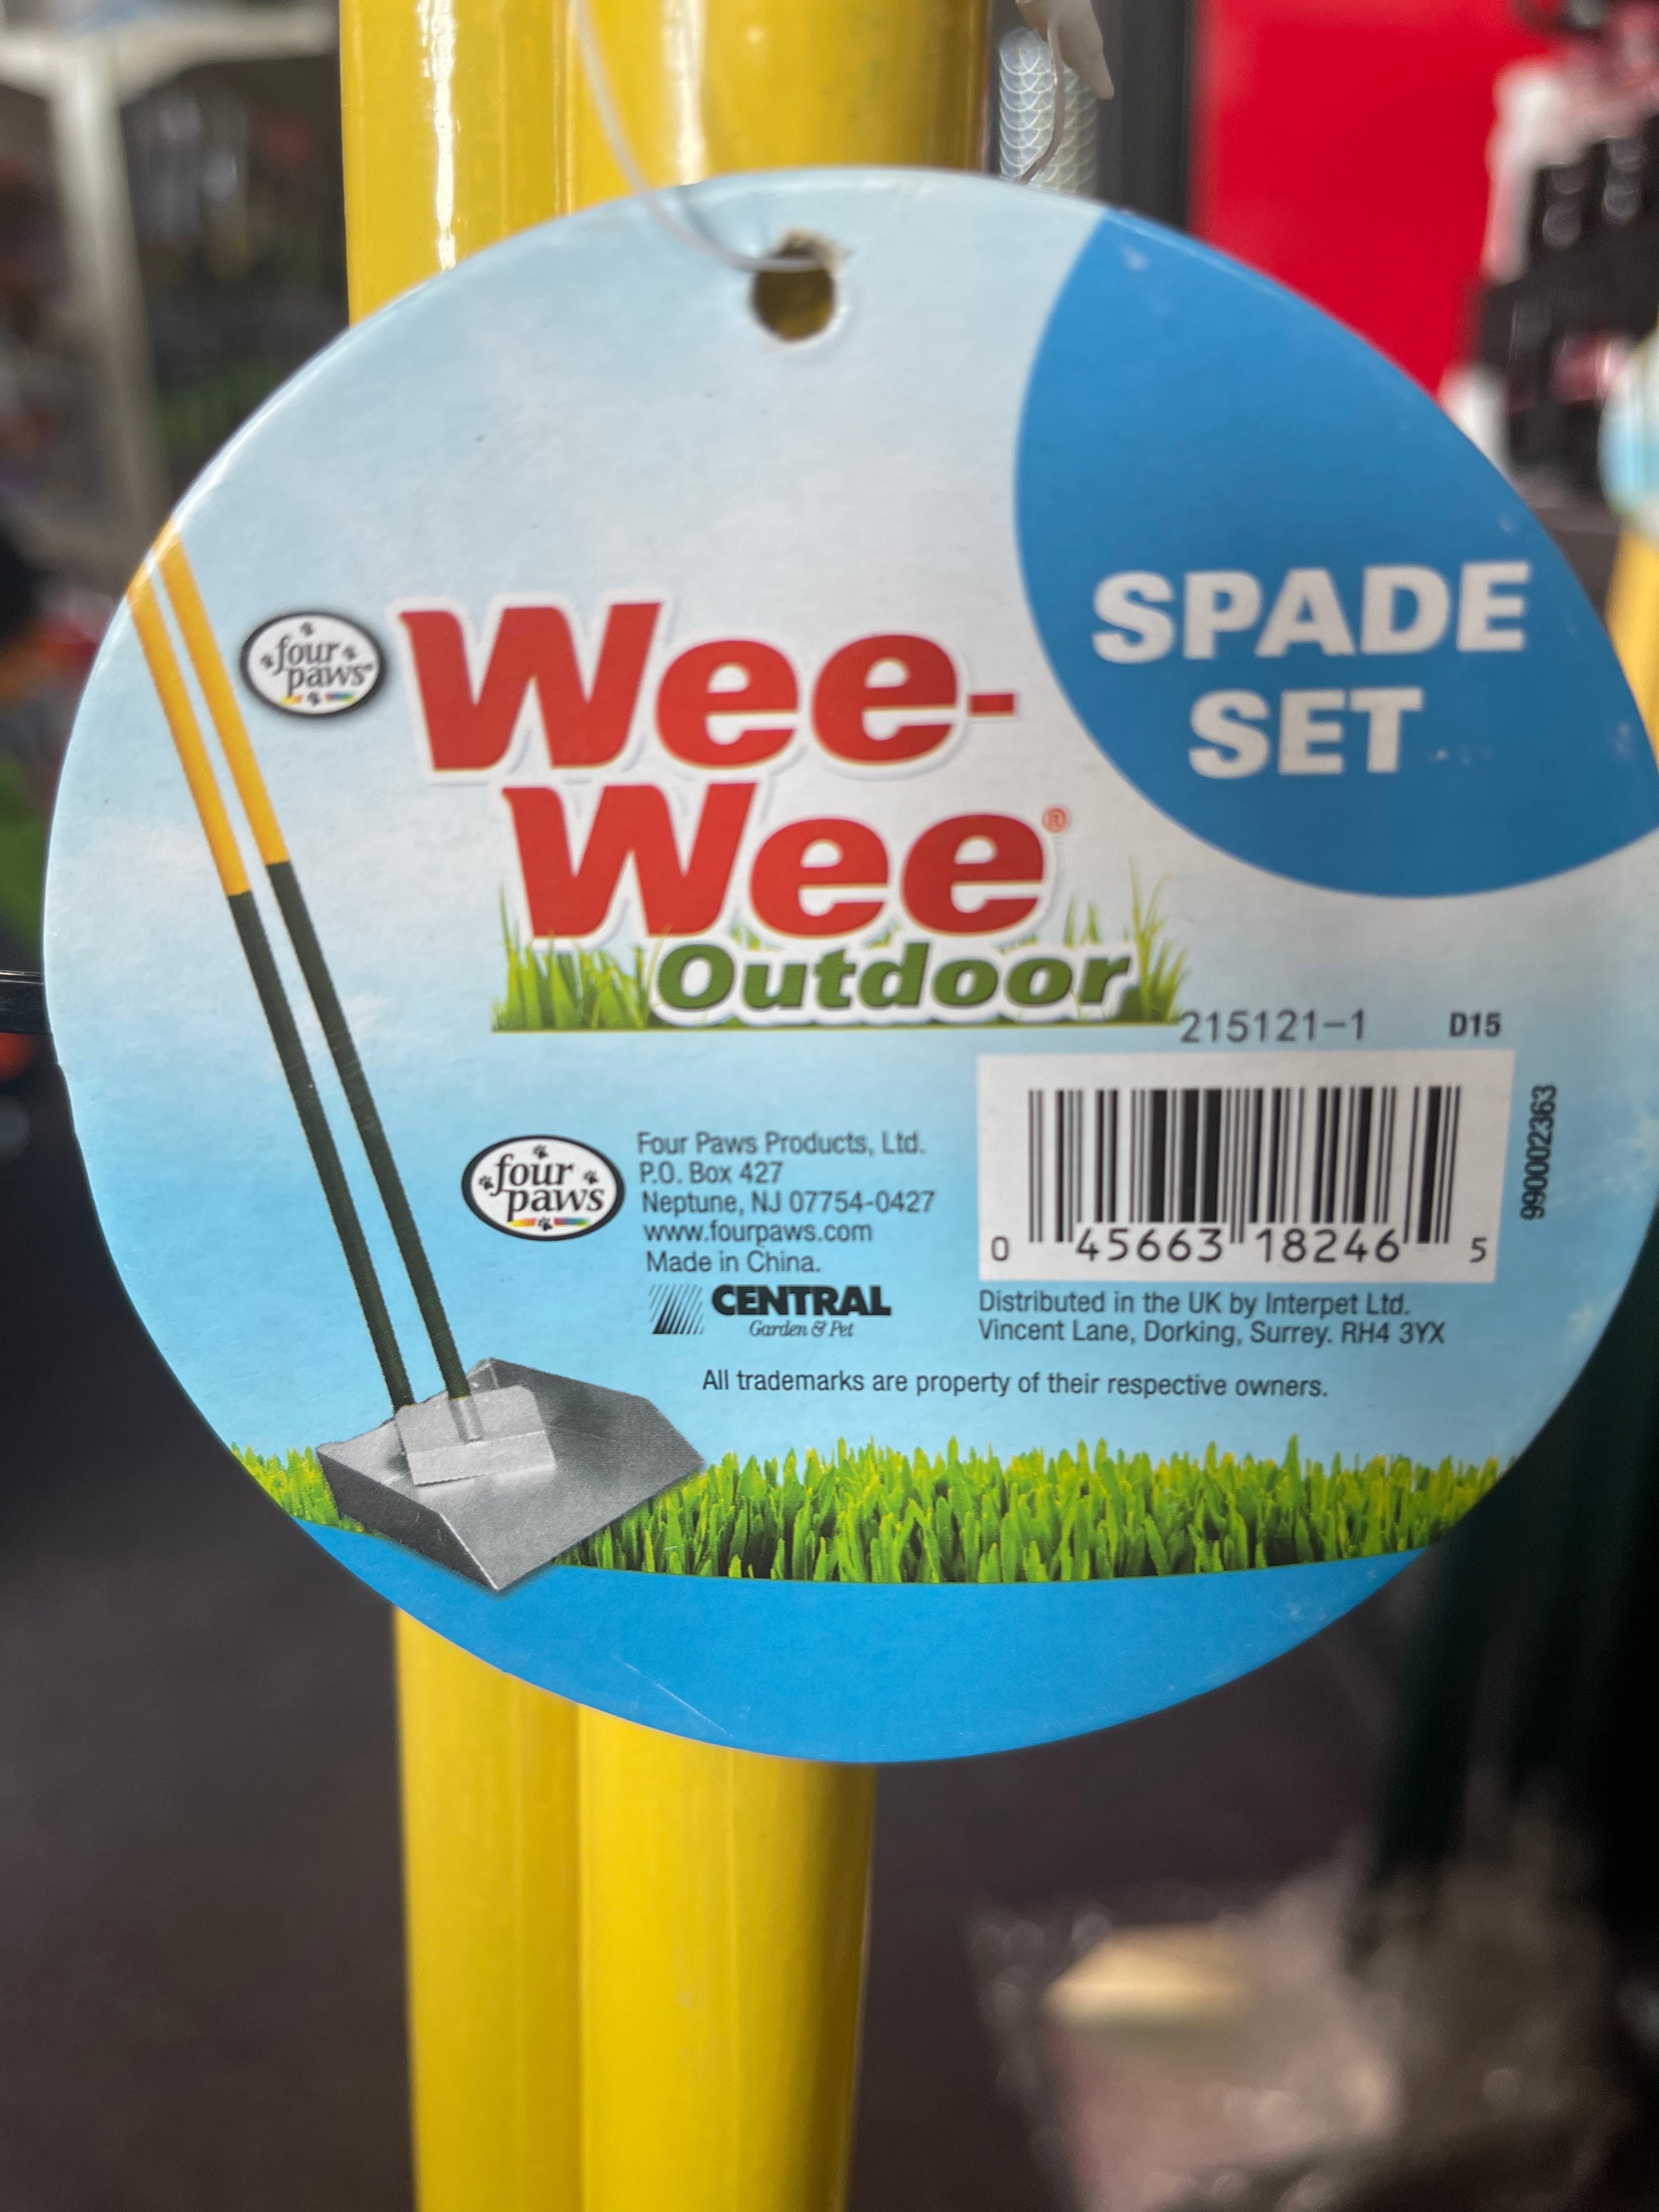 four
paws®
Wee-
Wee®
Outdoor
SPADE
SET
215121-1 D15
four
paws
Four Paws Products, Ltd.
P.O. Box 427
Neptune, NJ 07754-0427
www.fourpaws.com
Made in China.
CENTRAL
Garden & Pet
0 45663 18246 5
990002363
Distributed in the UK by Interpet Ltd.
Vincent Lane, Dorking, Surrey. RH4 3YX
All trademarks are property of their respective owners.